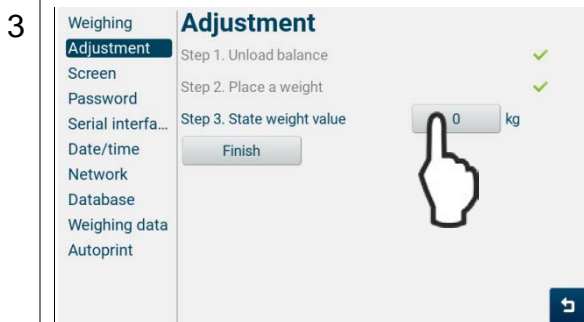 3
Weighing
Adjustment
Screen
Password
Serial interfa...
Date/time
Network
Database
Weighing data
Autoprint
Adjustment
Step 1. Unload balance
Step 2. Place a weight
Step 3. State weight value 0 kg
Finish